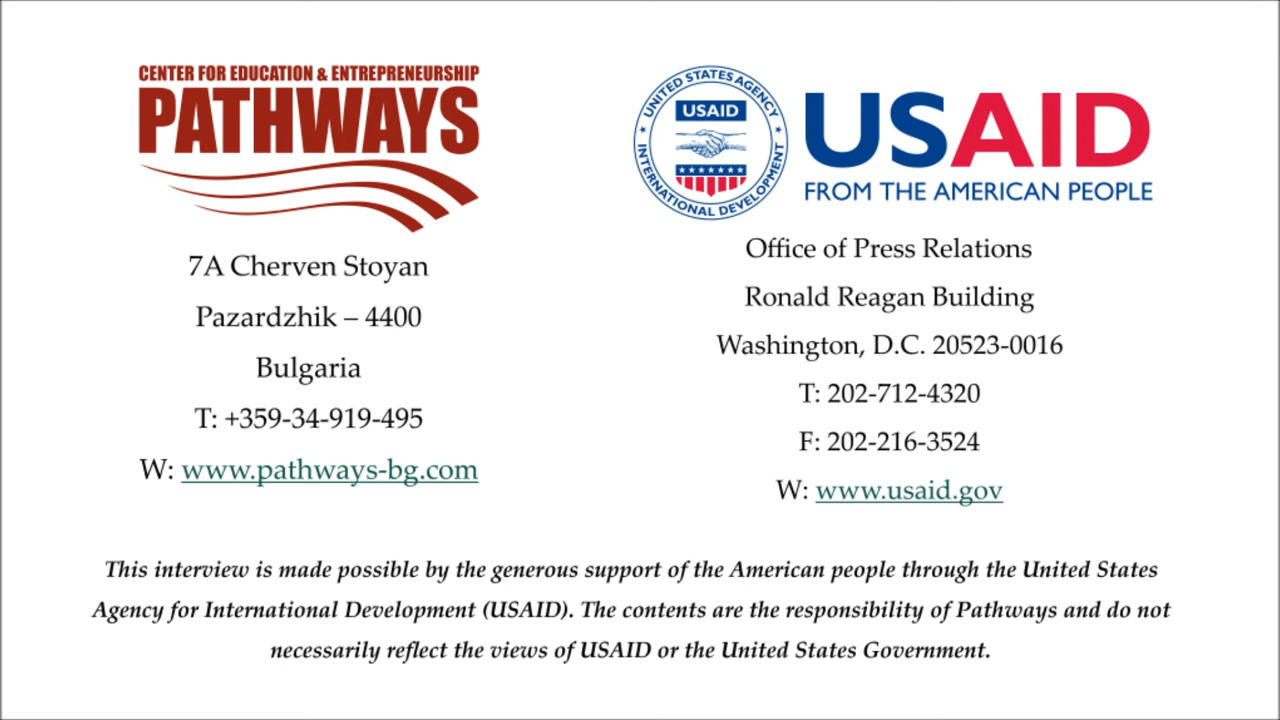 CENTER FOR EDUCATION & ENTREPRENEURSHIP
PATHWAYS
7A Cherven Stoyan
Pazardzhik – 4400
Bulgaria
T: +359-34-919-495
W: www.pathways-bg.com
UNITED STATES AGENCY
INTERNATIONAL DEVELOPMENT
USAID
USAID
FROM THE AMERICAN PEOPLE
Office of Press Relations
Ronald Reagan Building
Washington, D.C. 20523-0016
T: 202-712-4320
F: 202-216-3524
W: www.usaid.gov
This interview is made possible by the generous support of the American people through the United States
Agency for International Development (USAID). The contents are the responsibility of Pathways and do not
necessarily reflect the views of USAID or the United States Government.